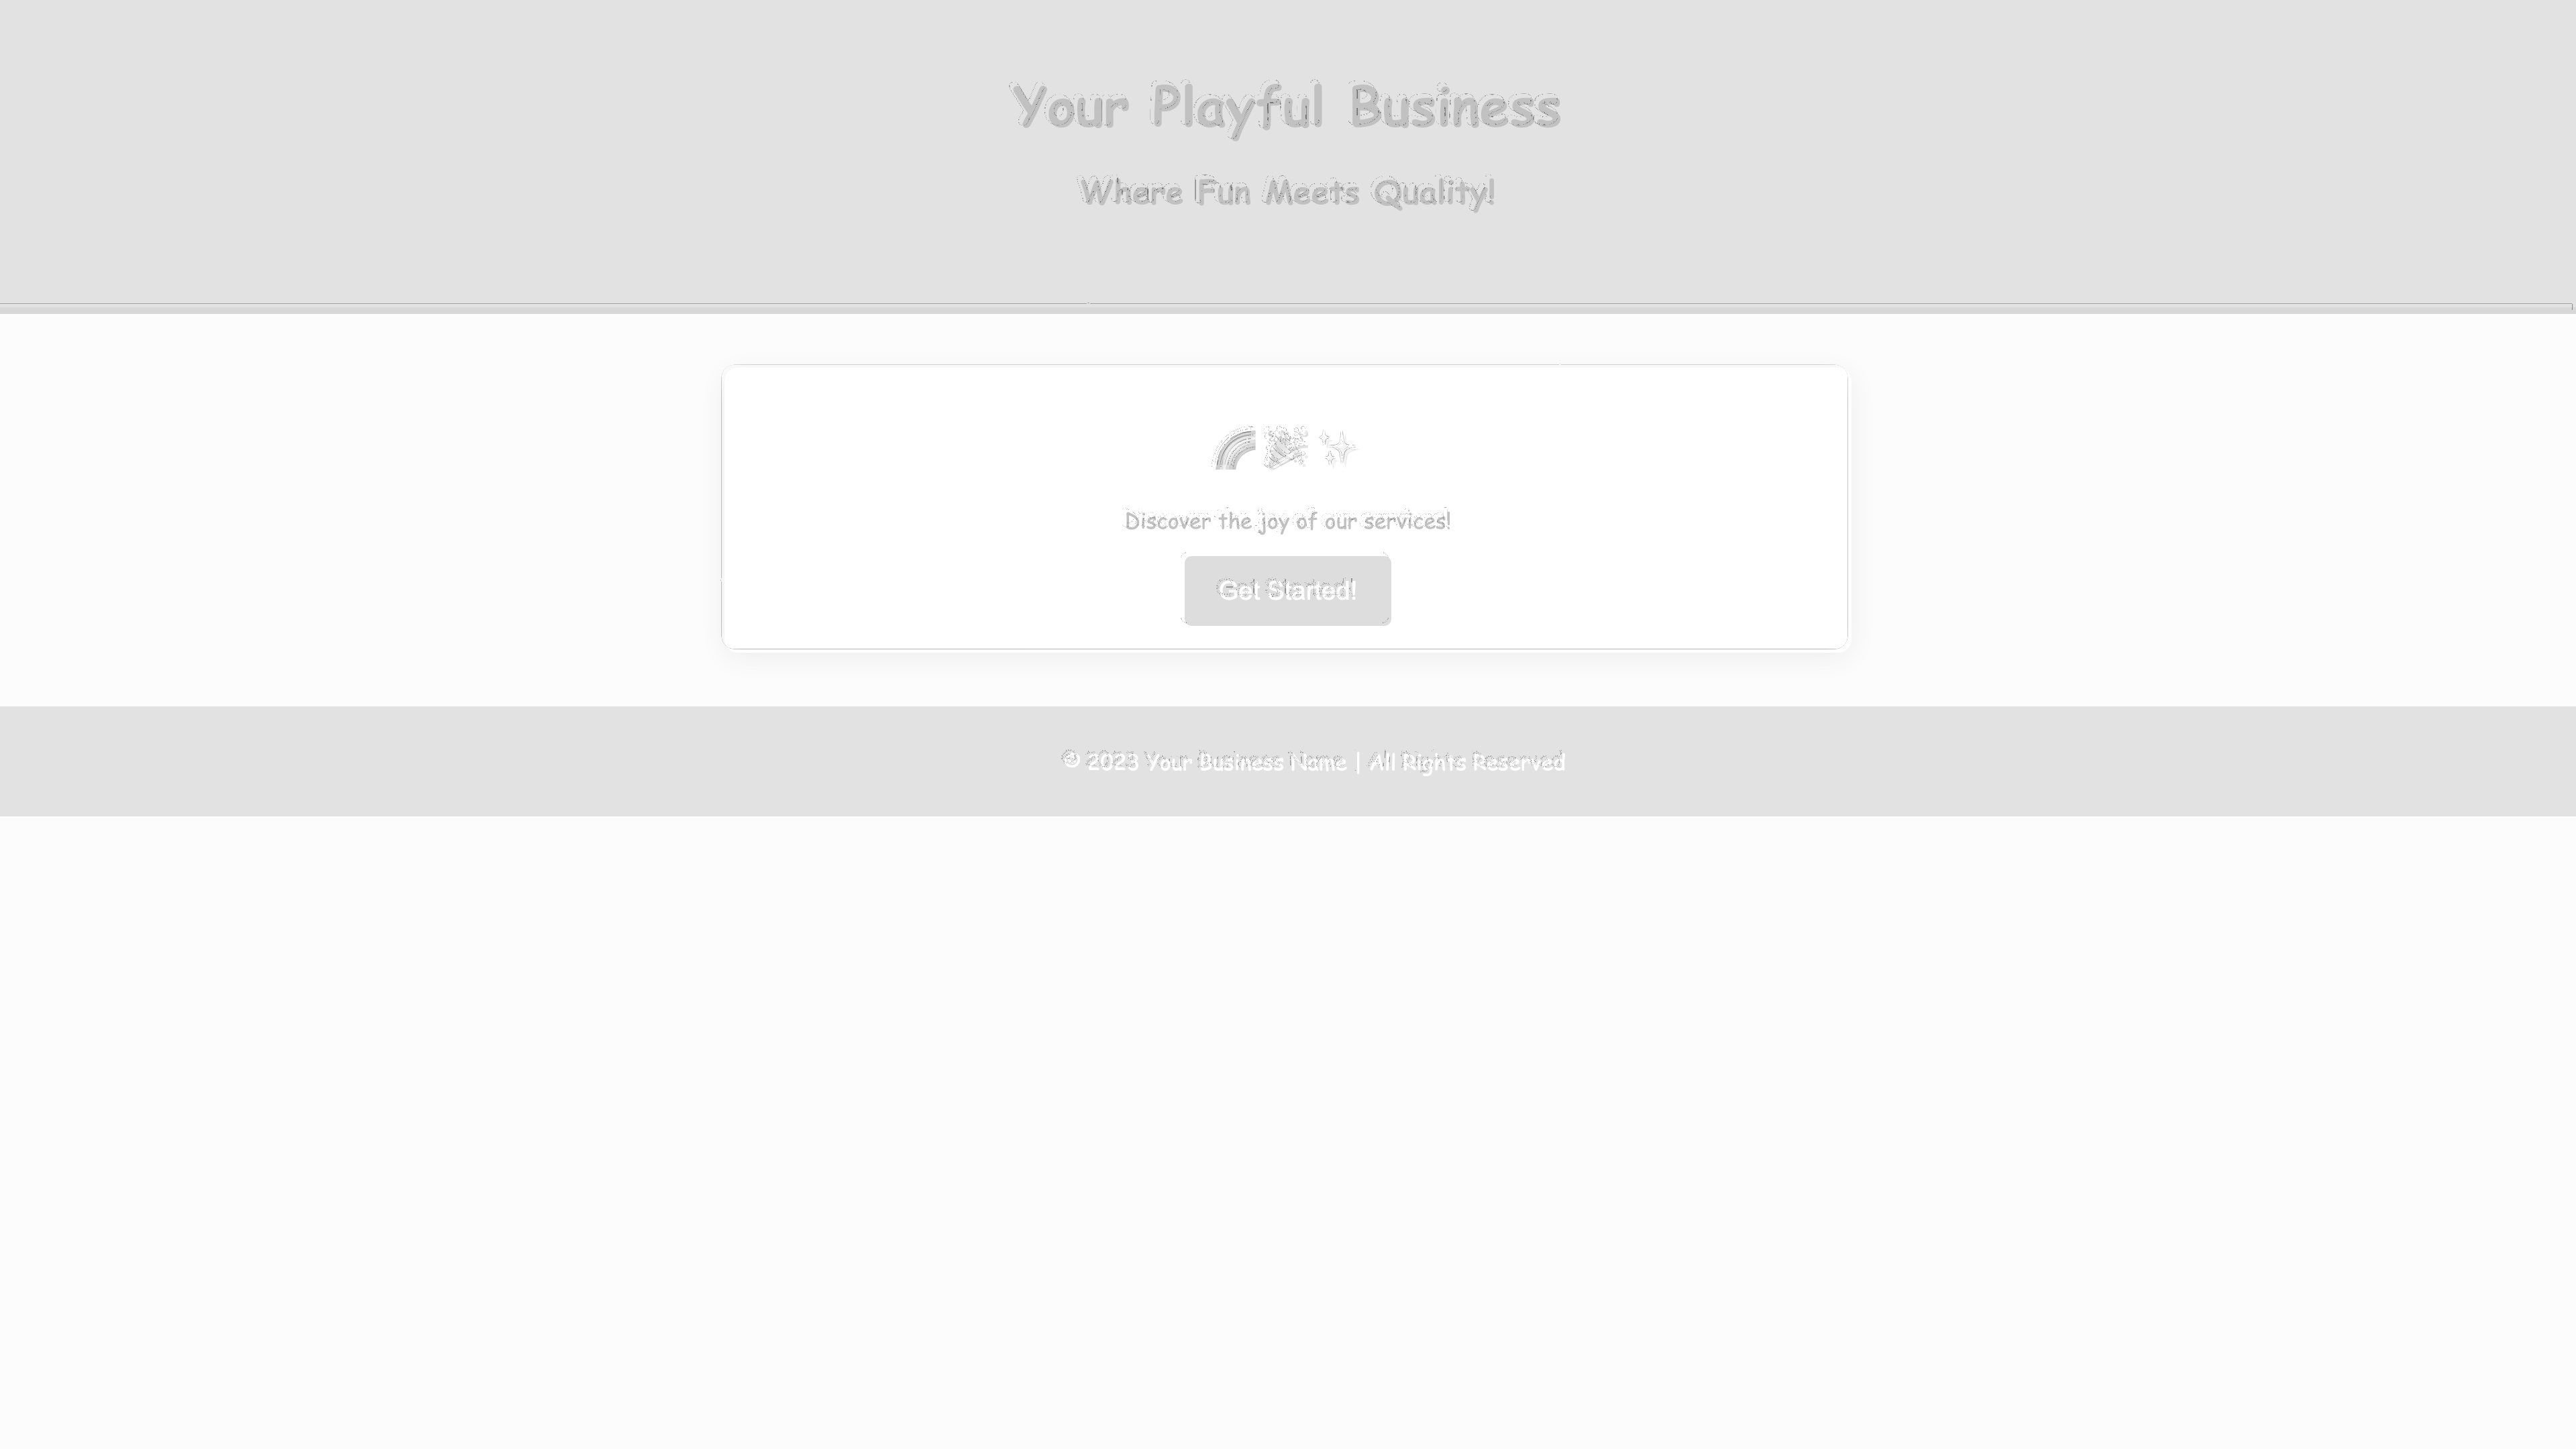 Your Playful Business
Where Fun Meets Quality!
Discover the joy of our services!
Get Started!
© 2023 Your Business Name | All Rights Reserved